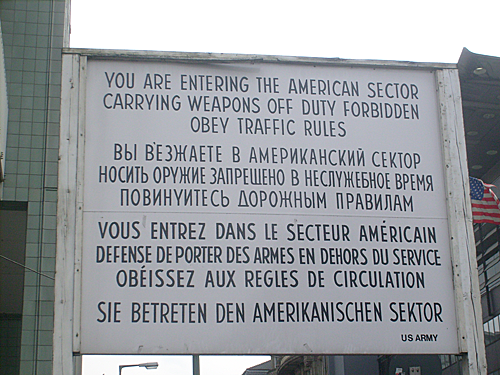 YOU ARE ENTERING THE AMERICAN SECTOR
CARRYING WEAPONS OFF DUTY FORBIDDEN
OBEY TRAFFIC RULES
ВЫ ВЪЕЗЖАЕТЕ В АМЕРИКАНСКИЙ СЕКТОР
НОСИТЬ ОРУЖИЕ ЗАПРЕЩЕНО В НЕСЛУЖЕБНОЕ ВРЕМЯ
ПОВИНУИТЕСЬ ДОРОЖНЫМ ПРАВИЛАМ
VOUS ENTREZ DANS LE SECTEUR AMÉRICAIN
DEFENSE DE PORTER DES ARMES EN DEHORS DU SERVICE
OBÉISSEZ AUX REGLES DE CIRCULATION
SIE BETRETEN DEN AMERIKANISCHEN SEKTOR
US ARMY